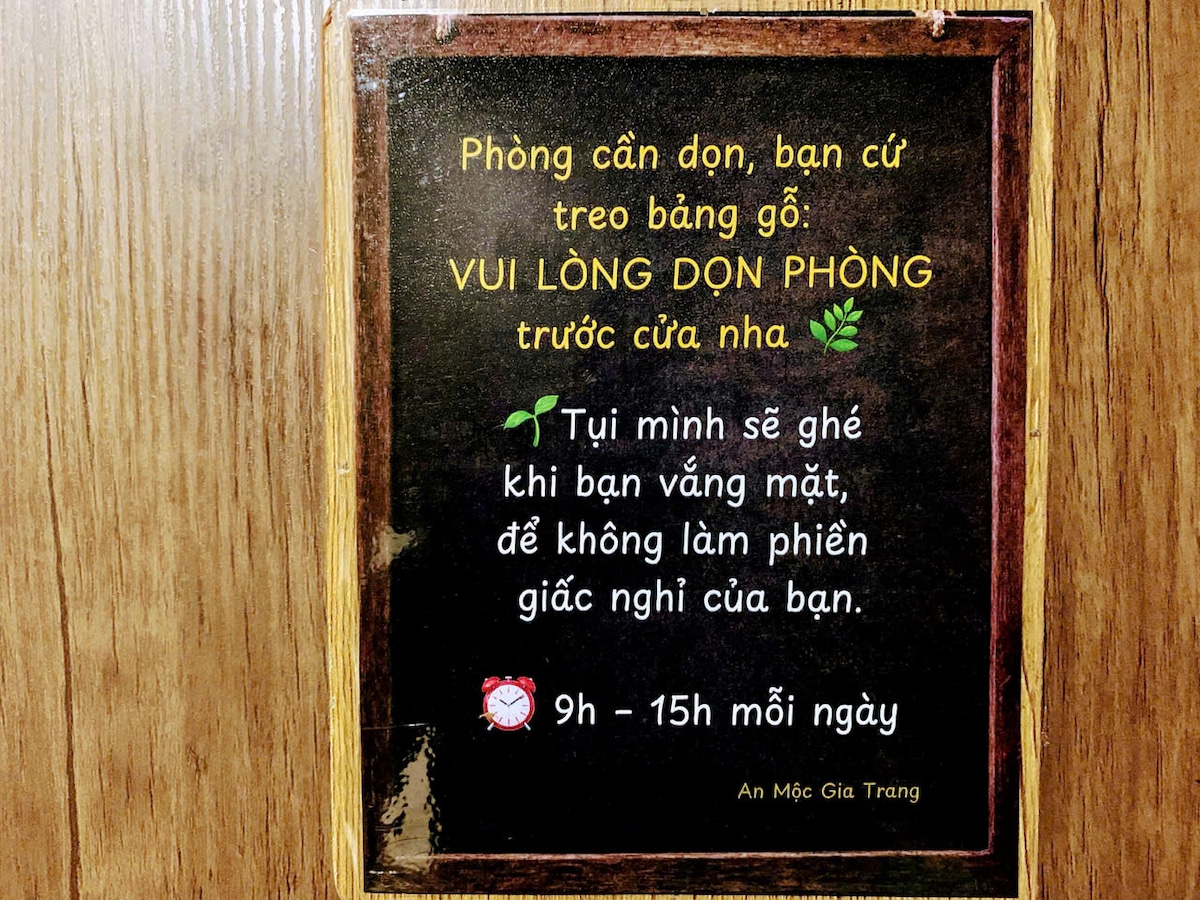 Phòng cần dọn, bạn cứ
treo bảng gỗ:
VUI LÒNG DỌN PHÒNG
trước cửa nha
Tụi mình sẽ ghé
khi bạn vắng mặt,
để không làm phiền
giấc nghỉ của bạn.
9h – 15h mỗi ngày
An Mộc Gia Trang